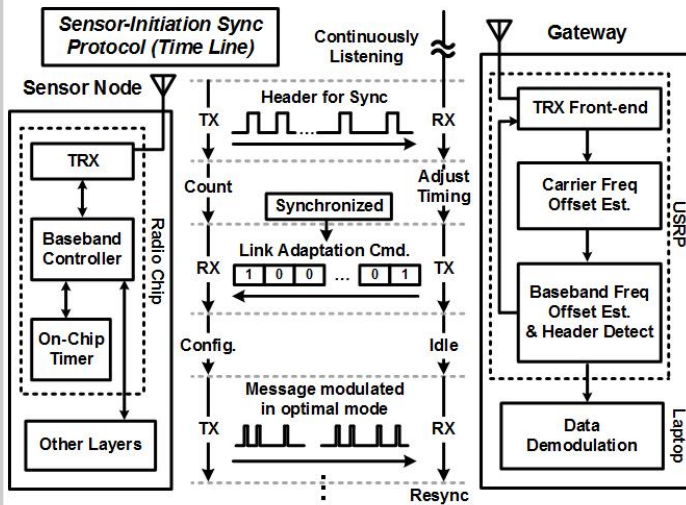 Sensor-Initiation Sync
Protocol (Time Line)
Continuously
Listening
Gateway
Sensor Node
TX
Header for Sync
...
RX
TRX Front-end
TRX
Count
Adjust
Timing
Carrier Freq
Offset Est.
Synchronized
Baseband
Controller
Radio Chip
USRP
RX
Link Adaptation Cmd.
1 0 0 ... 0 1
TX
Baseband Freq
Offset Est.
& Header Detect
On-Chip
Timer
Config.
Idle
Message modulated
in optimal mode
TX
RX
Other Layers
Data
Demodulation
Laptop
Resync